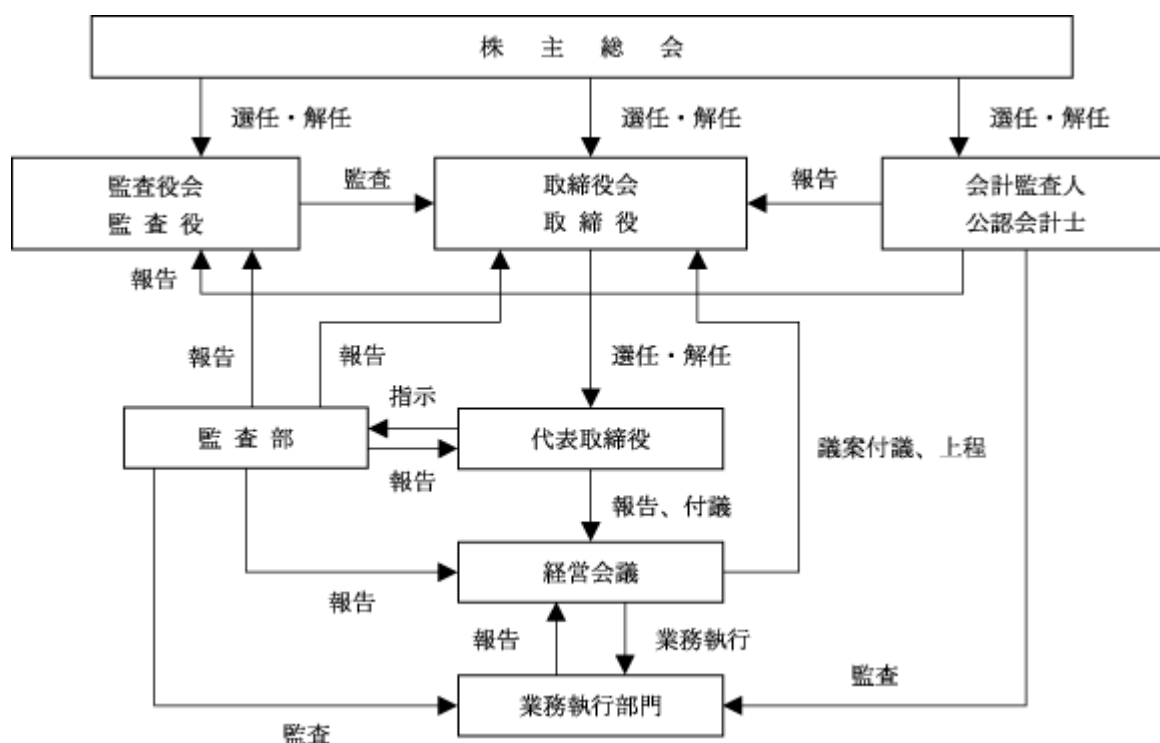 株主総会
選任・解任
選任・解任
選任・解任
監査役会
監査役
監査
取締役会
取締役
報告
会計監査人
公認会計士
報告
報告
報告
選任・解任
指示
監査部
代表取締役
議案付議、上程
報告
報告、付議
経営会議
報告
報告
業務執行
監査
業務執行部門
監査